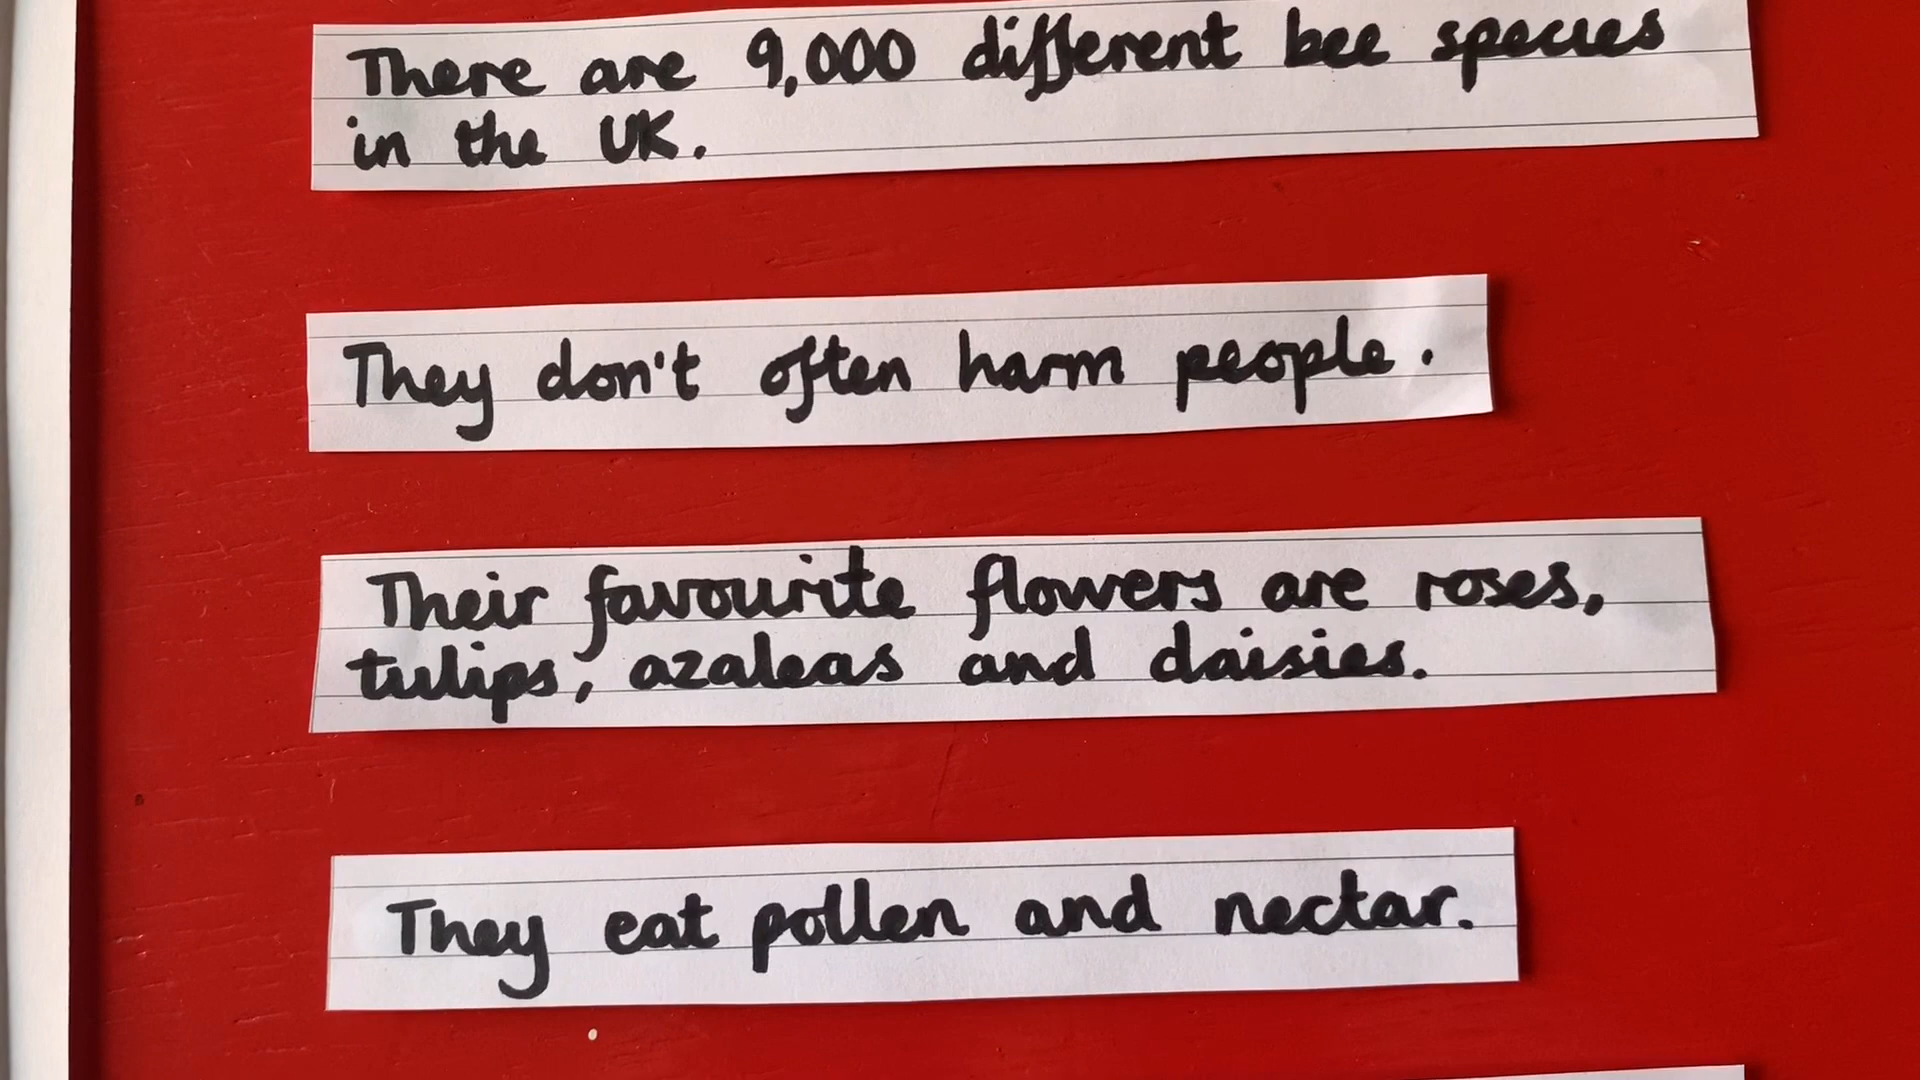 There are 9,000 different bee species
in the UK.
They don't often harm people.
Their favourite flowers are roses,
tulips, azaleas and daisies.
They eat pollen and nectar.